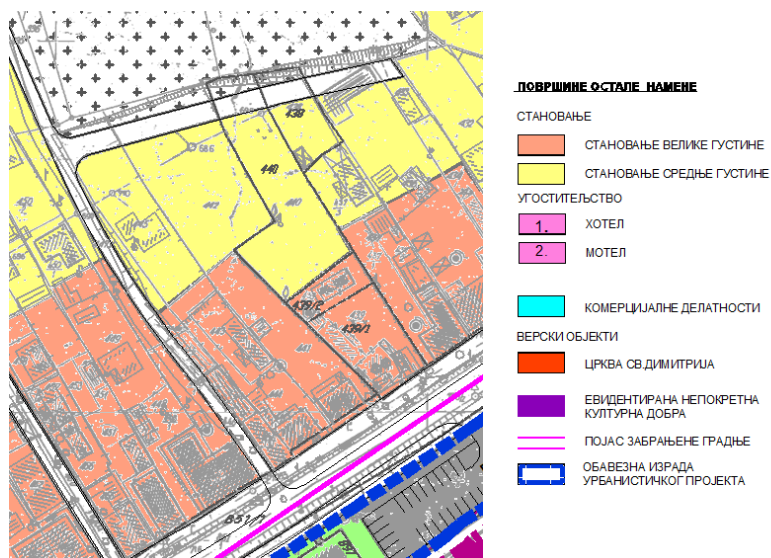 ПОВРШИНЕ ОСТАЛЕ НАМЕНЕ
СТАНОВАЊЕ
СТАНОВАЊЕ ВЕЛИКЕ ГУСТИНЕ
СТАНОВАЊЕ СРЕДЊЕ ГУСТИНЕ
УГОСТИТЕЉСТВО
1. ХОТЕЛ
2. МОТЕЛ
КОМЕРЦИЈАЛНЕ ДЕЛАТНОСТИ
ВЕРСКИ ОБЈЕКТИ
ЦРКВА СВ.ДИМИТРИЈА
ЕВИДЕНТИРАНА НЕПОКРЕТНА
КУЛТУРНА ДОБРА
ПОЈАС ЗАБРАЊЕНЕ ГРАДЊЕ
ОБАВЕЗНА ИЗРАДА
УРБАНИСТИЧКОГ ПРОЈЕКТА
438
440
439/2
439/1